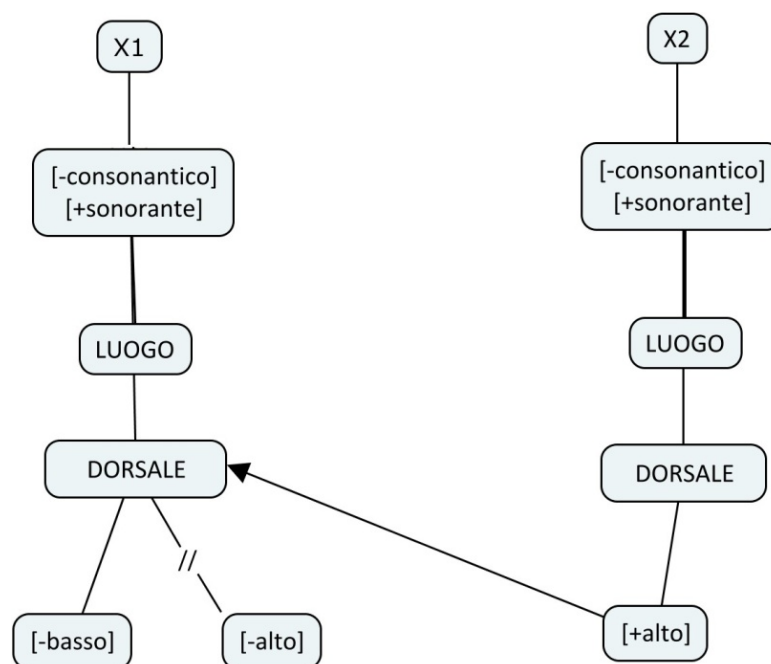 X1
X2
[-consonantico]
[+sonorante]
[-consonantico]
[+sonorante]
LUOGO
LUOGO
DORSALE
DORSALE
//
[-basso]
[-alto]
[+alto]